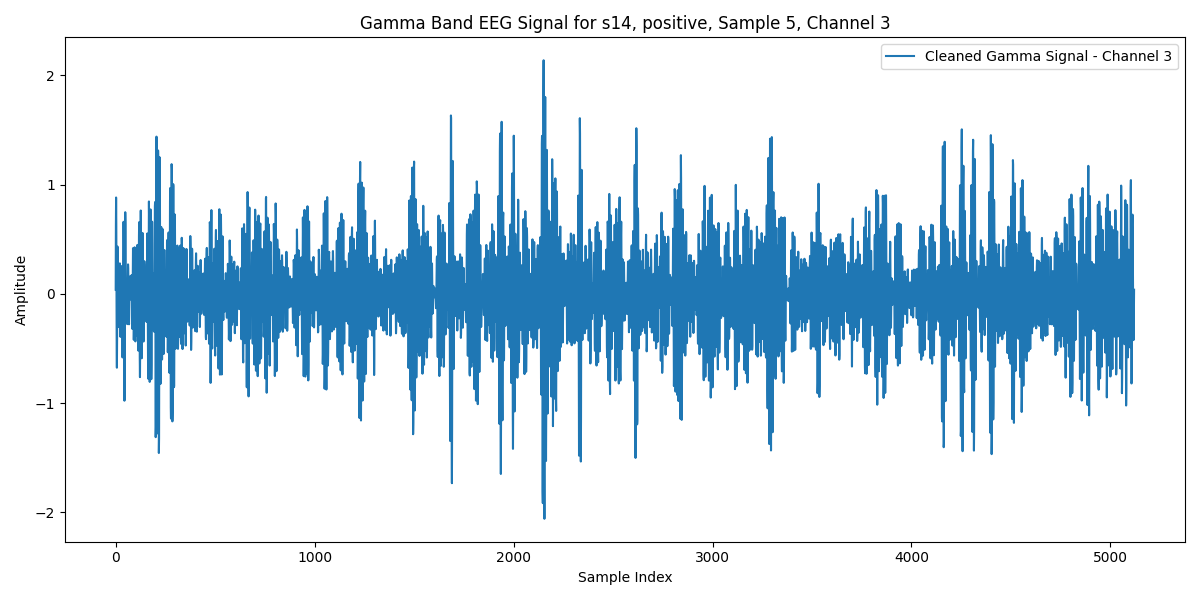 Gamma Band EEG Signal for s14, positive, Sample 5, Channel 3
Cleaned Gamma Signal - Channel 3
Amplitude
2
1
0
−1
−2
0 1000 2000 3000 4000 5000
Sample Index